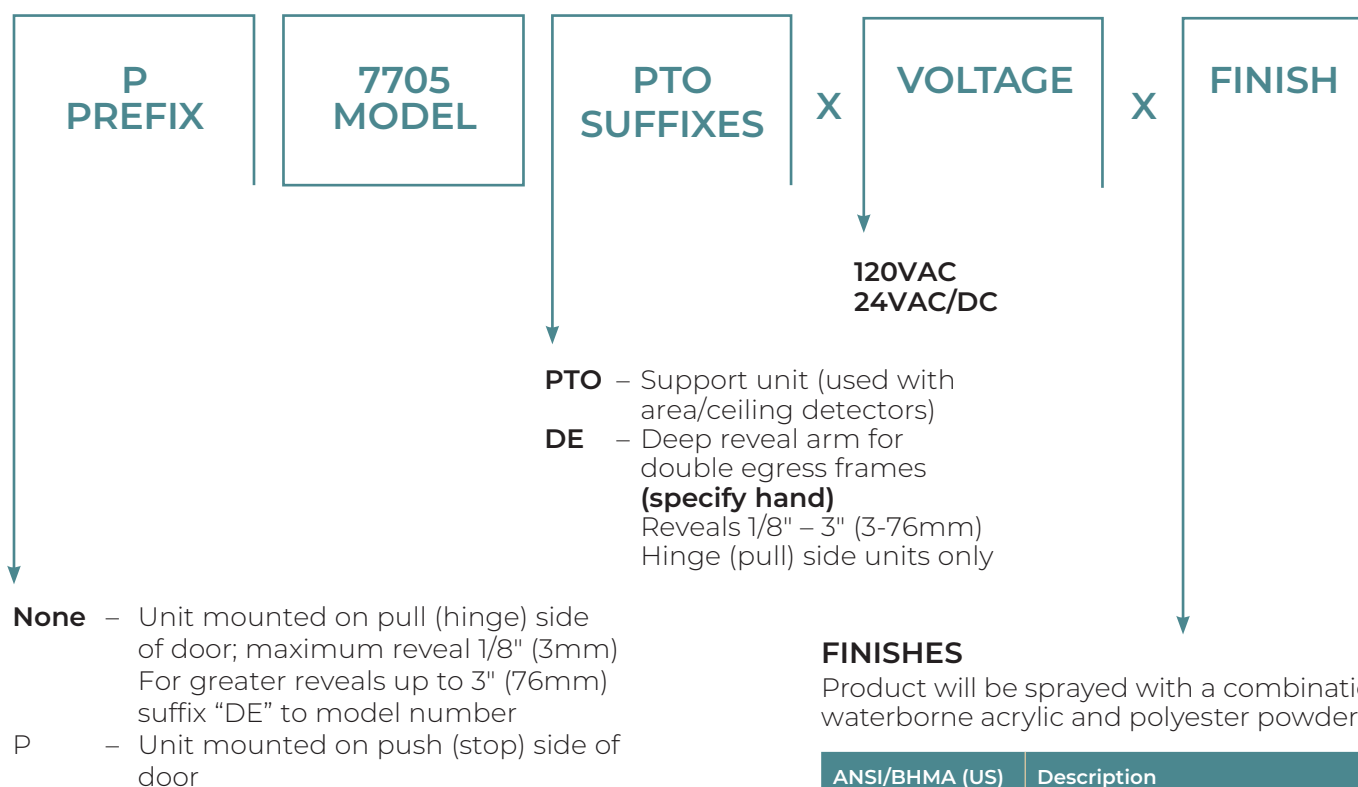 P
PREFIX
7705
MODEL
PTO
SUFFIXES
X
VOLTAGE
X
FINISH
120VAC
24VAC/DC
PTO – Support unit (used with
area/ceiling detectors)
DE – Deep reveal arm for
double egress frames
(specify hand)
Reveals 1/8" – 3" (3-76mm)
Hinge (pull) side units only
None – Unit mounted on pull (hinge) side
of door; maximum reveal 1/8" (3mm)
For greater reveals up to 3" (76mm)
suffix “DE” to model number
P – Unit mounted on push (stop) side of
door
FINISHES
Product will be sprayed with a
waterborne acrylic and polyester powder
ANSI/BHMA (US) Description